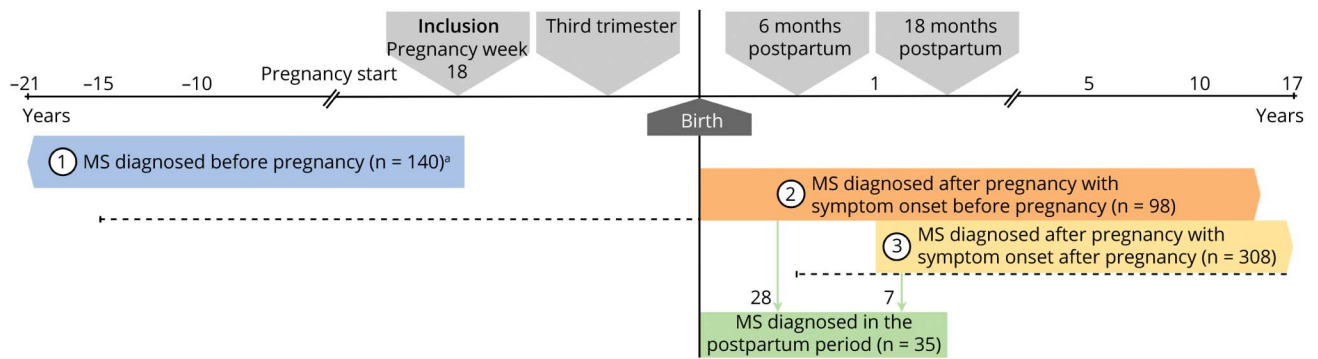 Inclusion
Pregnancy week
18
Third trimester
6 months
postpartum
18 months
postpartum
–21
–15
–10
Pregnancy start
1
5
10
17
Years
Birth
Years
1 MS diagnosed before pregnancy (n = 140)ᵃ
2 MS diagnosed after pregnancy with
symptom onset before pregnancy (n = 98)
3 MS diagnosed after pregnancy with
symptom onset after pregnancy (n = 308)
28
7
MS diagnosed in the
postpartum period (n = 35)